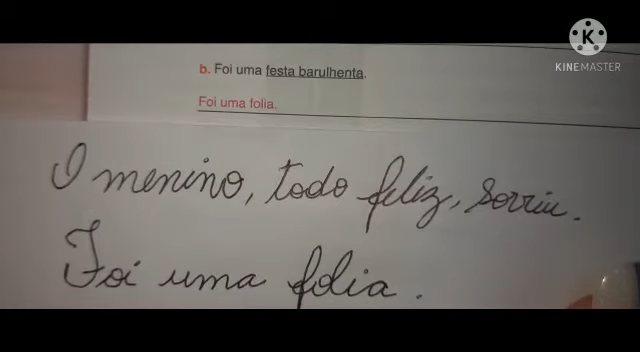 K
KINEMASTER
b. Foi uma festa barulhenta.
Foi uma folia.
O menino, todo feliz, sorriu.
Foi uma folia.